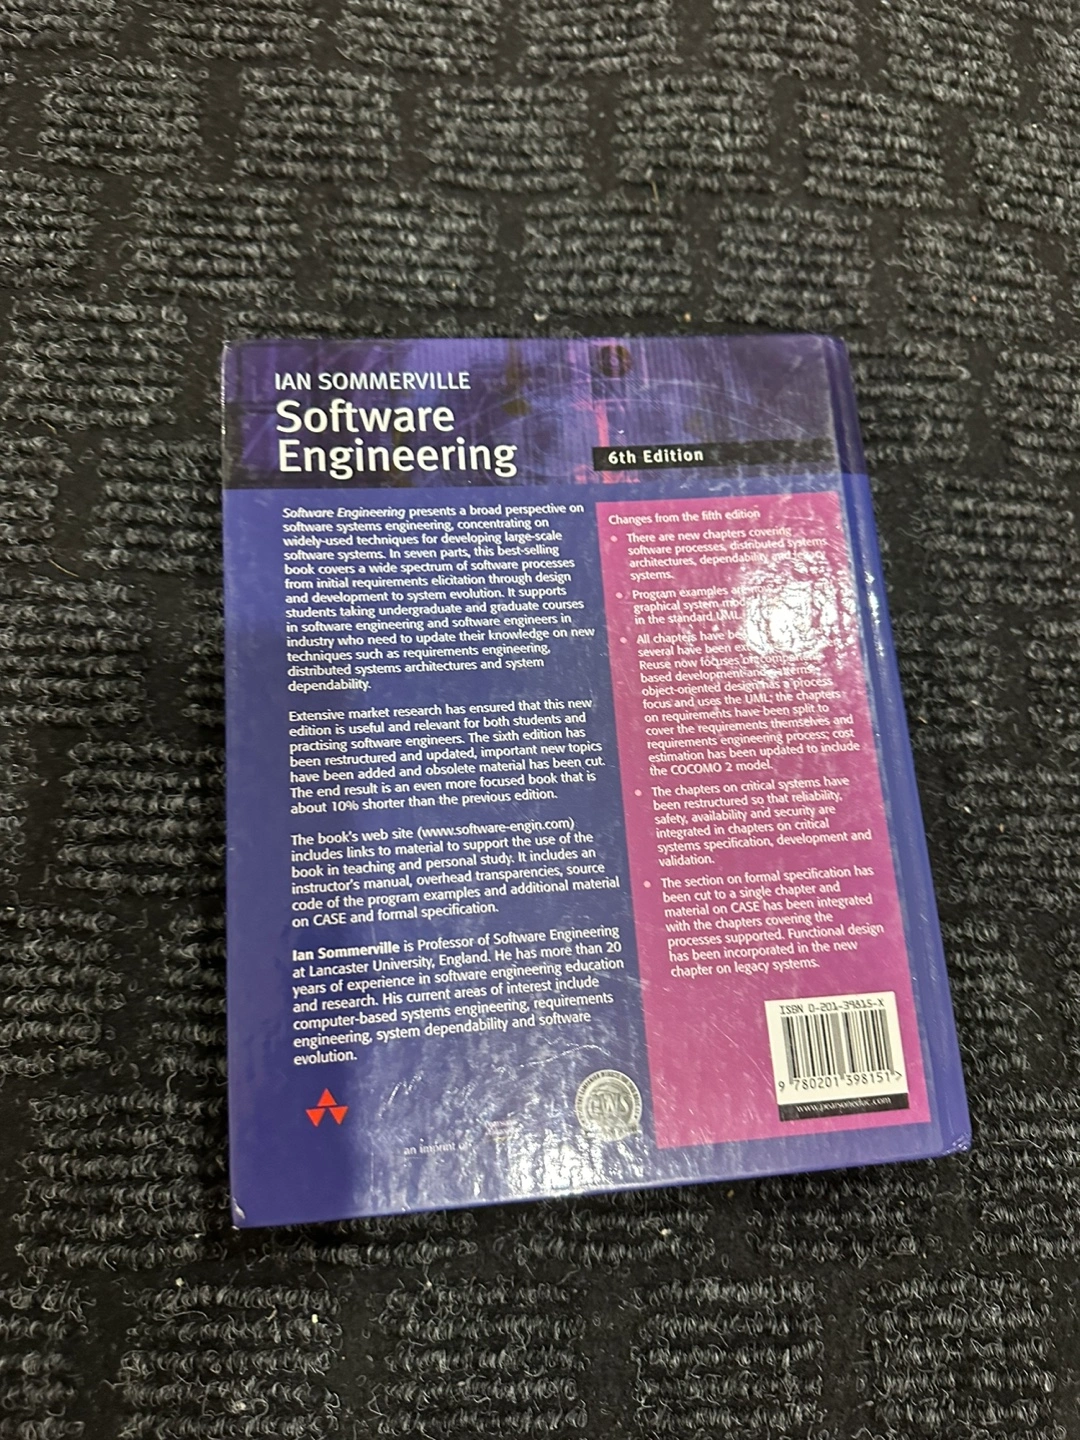 IAN SOMMERVILLE
Software
Engineering
6th Edition
Software Engineering presents a broad perspective on
software systems engineering, concentrating on
widely-used techniques for developing large-scale
software systems. In seven parts, this best-selling
book covers a wide spectrum of software processes
from initial requirements elicitation through design
and development to system evolution. It supports
students taking undergraduate and graduate courses
in software engineering and software engineers in
industry who need to update their knowledge on new
techniques such as requirements engineering,
distributed systems architectures and system
dependability.
Extensive market research has ensured that this new
edition is useful and relevant for both students and
practising software engineers. The sixth edition has
been restructured and updated, important new topics
have been added and obsolete material has been cut.
The end result is an even more focused book that is
about 10% shorter than the previous edition.
The book's web site (www.software-engin.com)
includes links to material to support the use of the
book in teaching and personal study. It includes an
instructor's manual, overhead transparencies, source
code of the program examples and additional material
on CASE and formal specification.
Ian Sommerville is Professor of Software Engineering
at Lancaster University, England. He has more than 20
years of experience in software engineering education
and research. His current areas of interest include
computer-based systems engineering, requirements
engineering, system dependability and software
evolution.
an imprint of
EWS
Changes from the fifth edition
• There are new chapters covering
software processes, distributed systems
architectures, dependability and legacy
systems.
• Program examples are
graphical system
in the standard UML.
• All chapters have
several have been
Reuse now focuses on
based development and
object-oriented design has a process
focus and uses the UML; the chapters
on requirements have been split to
cover the requirements themselves and
requirements engineering process; cost
estimation has been updated to include
the COCOMO 2 model.
• The chapters on critical systems have
been restructured so that reliability,
safety, availability and security are
integrated in chapters on critical
systems specification, development and
validation.
• The section on formal specification has
been cut to a single chapter and
material on CASE has been integrated
with the chapters covering the
processes supported. Functional design
has been incorporated in the new
chapter on legacy systems.
ISBN 0-201-39815-X
9 780201 398151 >
www.pearsoneduc.com